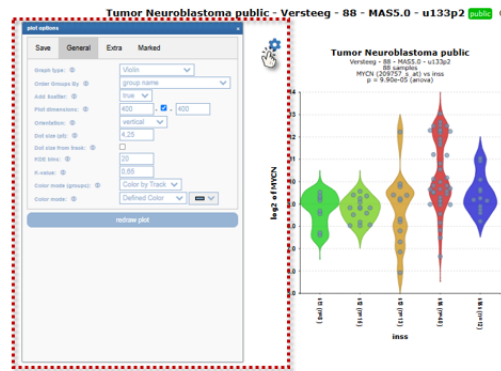 Tumor Neuroblastoma public - Versteeg - 88 - MAS5.0 - u133p2 public
plot options
Save General Extra Marked
Graph type: Violin
Order Groups By group name
Add beeifier: true
Plot dimensions: 400 - 400
Orientation: vertical
Dot size (pt): 4.25
Dot size from base:
KDE bins: 20
K-value: 0.85
Color mode (groups): Color by Track
Color mode: Defined Color
redraw plot
Tumor Neuroblastoma public
Versteeg - 88 - MAS5.0 - u133p2
88 samples
MYCN (209757_s_at) vs inss
p = 9.90e-05 (anova)
log2 of MYCN
inss